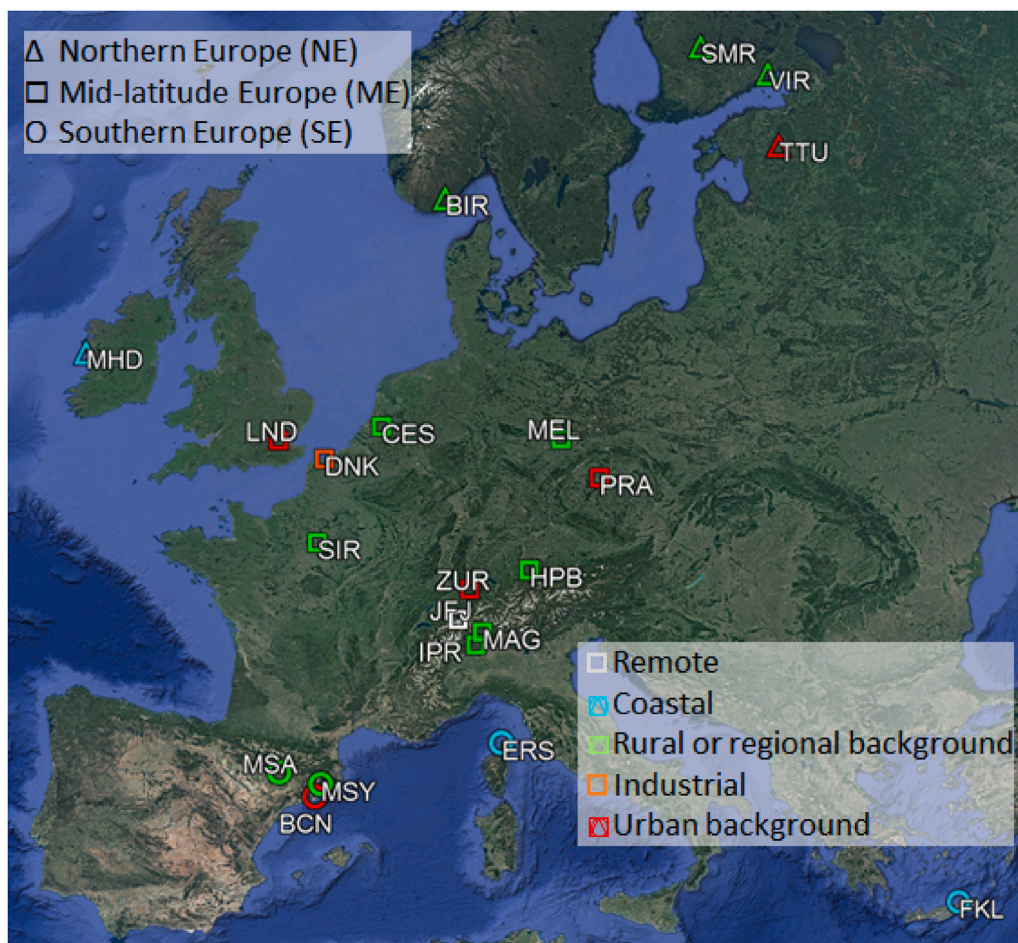 Northern Europe (NE)
Mid-latitude Europe (ME)
Southern Europe (SE)
SMR
VIR
TTU
BIR
MHD
LND
CES
MEL
DNK
PRA
SIR
ZUR
HPB
JFJ
MAG
IPR
Remote
Coastal
ERS
Rural or regional background
MSA
MSY
Industrial
BCN
Urban background
FKL